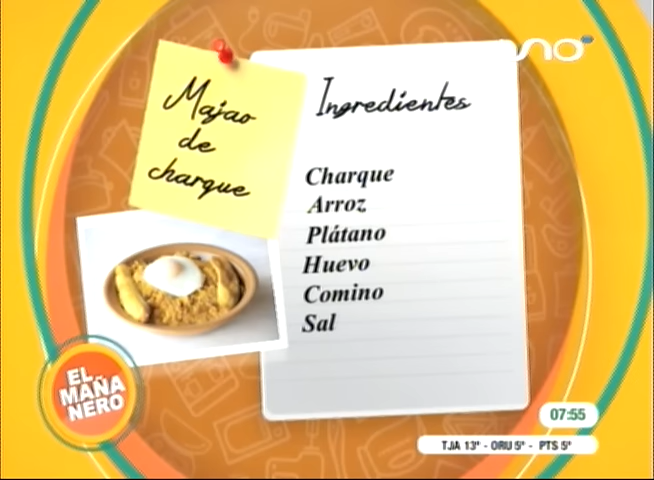 uno
Majao
de
charque
Ingredientes
Charque
Arroz
Plátano
Huevo
Comino
Sal
EL
MAÑA
NERO
07:55
TJA 13° - ORU 5° - PTS 5°